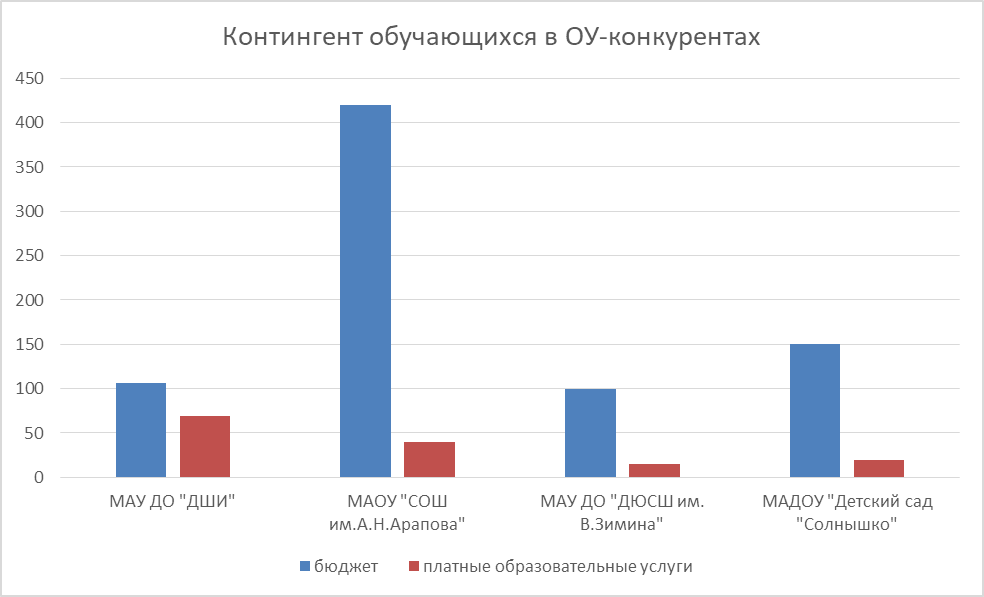 Контингент обучающихся в ОУ-конкурентах
450
400
350
300
250
200
150
100
50
0
МАУ ДО "ДШИ"
МАОУ "СОШ
им.А.Н.Арапова"
МАУ ДО "ДЮСШ им.
В.Зимина"
МАДОУ "Детский сад
"Солнышко"
бюджет
платные образовательные услуги